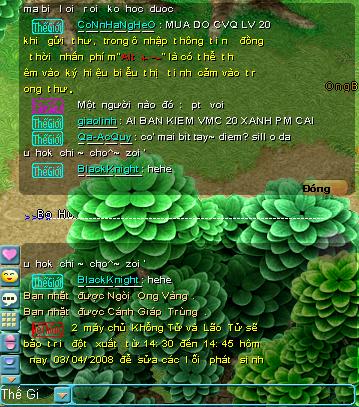 ma bi loi roi ko hoc duoc
ThếGiới CoNnHaNgHeO : MUA DO CVQ LV 20
khi gửi thư, trong ô nhập thông tin đồng
thời nhấn phím "Alt + ~" là có thể th
êm vào ký hiệu biểu thị tình cảm vào tr
ong thư.
Một người nào đó : pt voi
ThếGiới giaolinh : AI BAN KIEM VMC 20 XANH PM CAI
ThếGiới Qa-AcQuy : co' mai bit tay~ diem? sill o da
u hok chi~ cho^~ zoi'
ThếGiới BlackKnight : hehe
OngB
Đóng
Bo Hu
u hok chi~ cho^~ zoi'
ThếGiới BlackKnight : hehe
Bạn nhặt được Ngòi Ong Vàng .
Bạn nhặt được Cánh Giáp Trùng
2 máy chủ Khổng Tử và Lão Tử sẽ
bảo trì đột xuất từ 14:30 đến 14:45 hôm
nay 03/04/2008 để sửa các lỗi phát sinh
Thế Gi